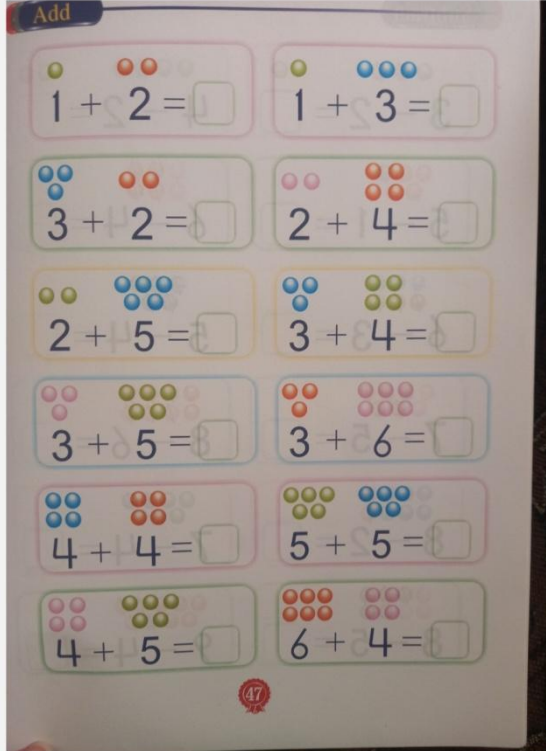 Add
1 + 2 =
1 + 3 =
3 + 2 =
2 + 4 =
2 + 5 =
3 + 4 =
3 + 5 =
3 + 6 =
4 + 4 =
5 + 5 =
4 + 5 =
6 + 4 =
47